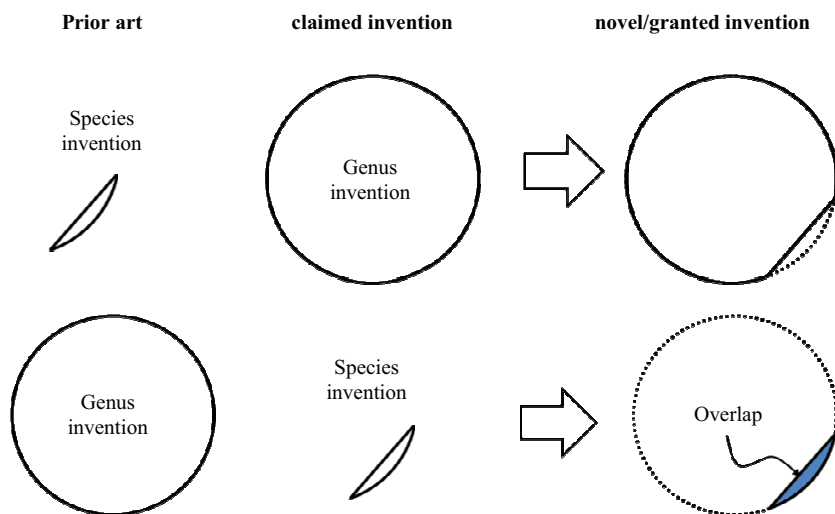 Prior art
claimed invention
novel/granted invention
Species
invention
Genus
invention
Genus
invention
Species
invention
Overlap